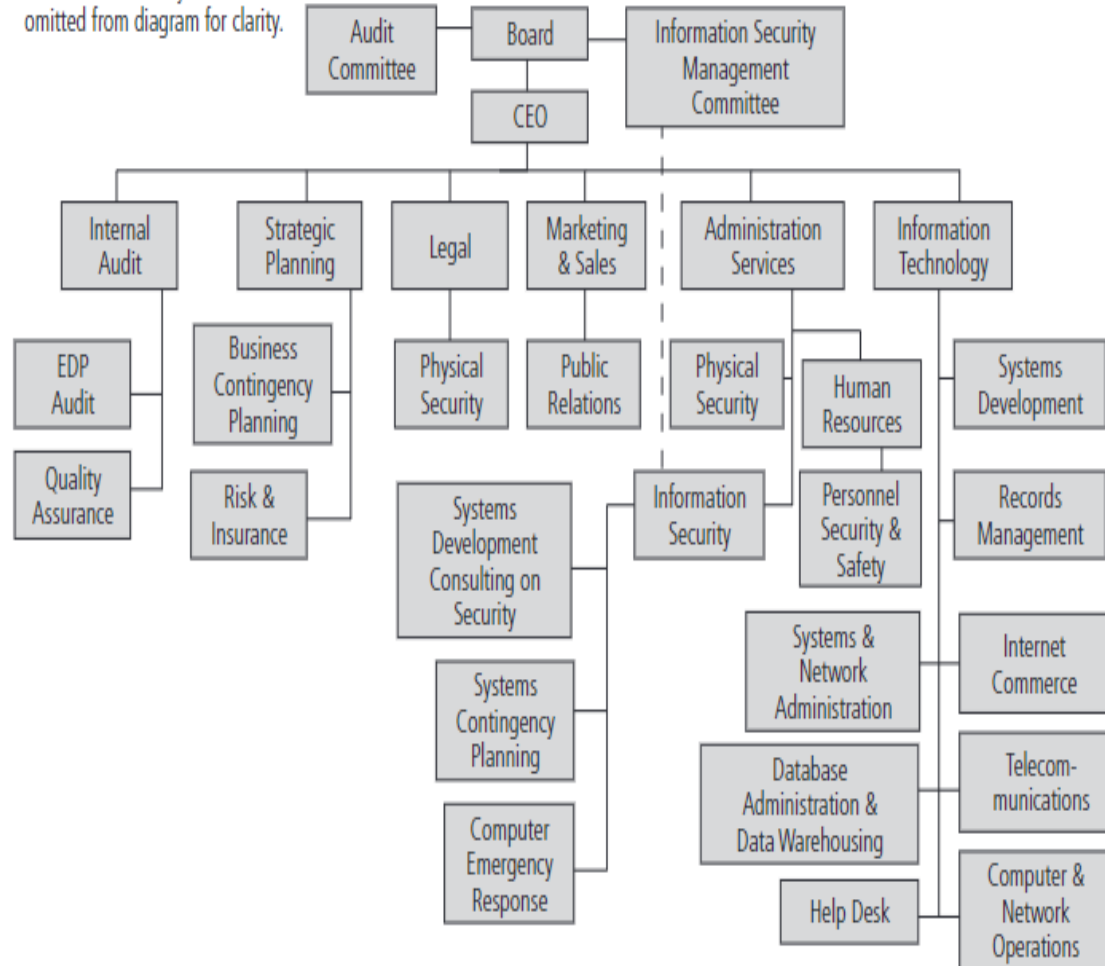 omitted from diagram for clarity.
Audit
Committee
Board
Information Security
Management
Committee
CEO
Internal
Audit
Strategic
Planning
Legal
Marketing
& Sales
Administration
Services
Information
Technology
EDP
Audit
Business
Contingency
Planning
Physical
Security
Public
Relations
Physical
Security
Human
Resources
Systems
Development
Quality
Assurance
Risk &
Insurance
Systems
Development
Consulting on
Security
Information
Security
Personnel
Security &
Safety
Records
Management
Systems &
Network
Administration
Internet
Commerce
Systems
Contingency
Planning
Database
Administration &
Data Warehousing
Telecom-
munications
Computer
Emergency
Response
Help Desk
Computer &
Network
Operations